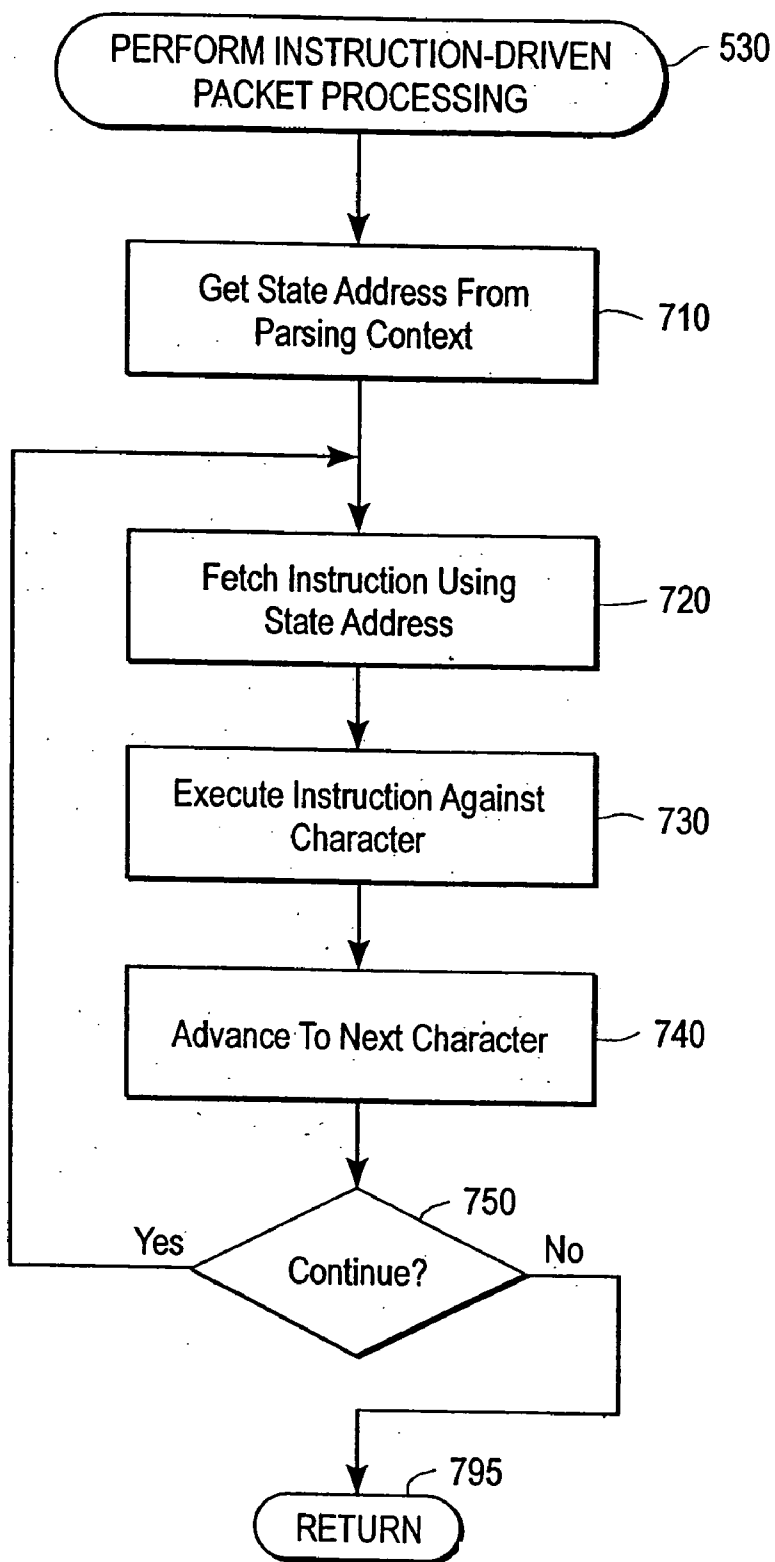 PERFORM INSTRUCTION-DRIVEN
PACKET PROCESSING
530
Get State Address From
Parsing Context
710
Fetch Instruction Using
State Address
720
Execute Instruction Against
Character
730
Advance To Next Character
740
750
Yes
Continue?
No
795
RETURN